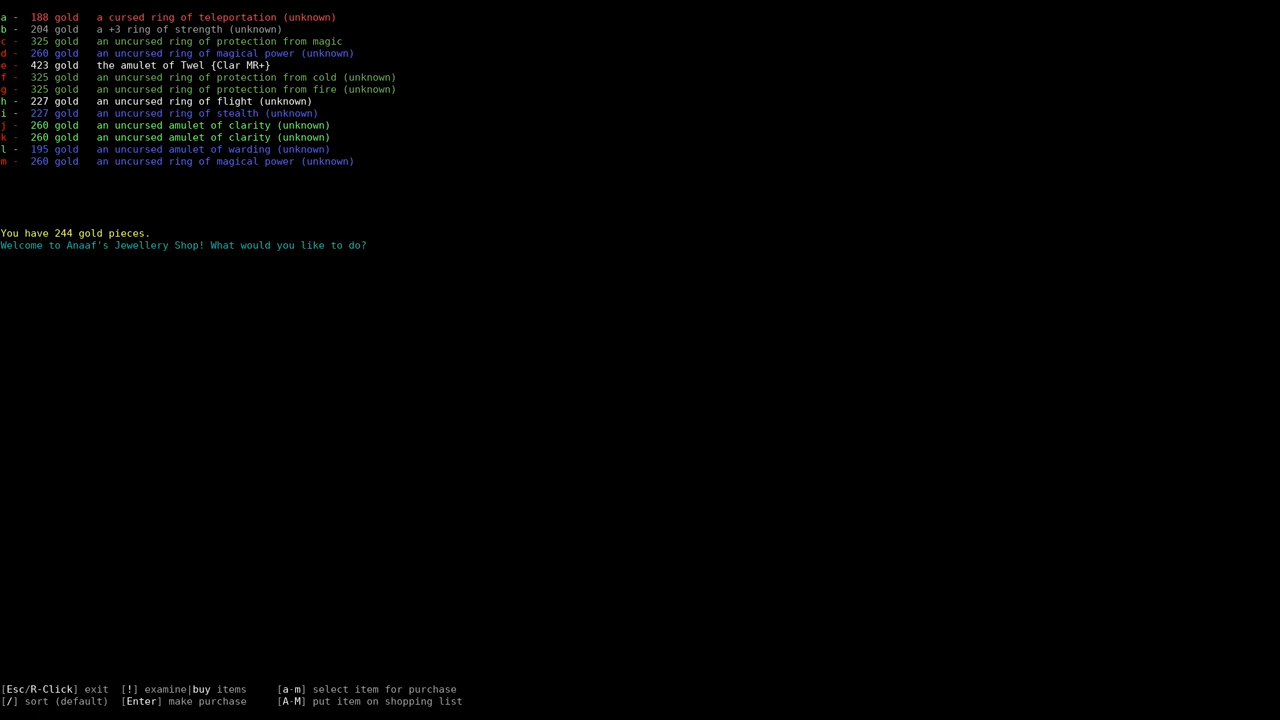 a -  188 gold   a cursed ring of teleportation (unknown)
b -  204 gold   a +3 ring of strength (unknown)
c -  325 gold   an uncursed ring of protection from magic
d -  260 gold   an uncursed ring of magical power (unknown)
e -  423 gold   the amulet of Twel {Clar MR+}
f -  325 gold   an uncursed ring of protection from cold (unknown)
g -  325 gold   an uncursed ring of protection from fire (unknown)
h -  227 gold   an uncursed ring of flight (unknown)
i -  227 gold   an uncursed ring of stealth (unknown)
j -  260 gold   an uncursed amulet of clarity (unknown)
k -  260 gold   an uncursed amulet of clarity (unknown)
l -  195 gold   an uncursed amulet of warding (unknown)
m -  260 gold   an uncursed ring of magical power (unknown)
You have 244 gold pieces.
Welcome to Anaaf's Jewellery Shop! What would you like to do?
[Esc/R-Click] exit  [!] examine|buy items     [a-m] select item for purchase
[/] sort (default)  [Enter] make purchase     [A-M] put item on shopping list